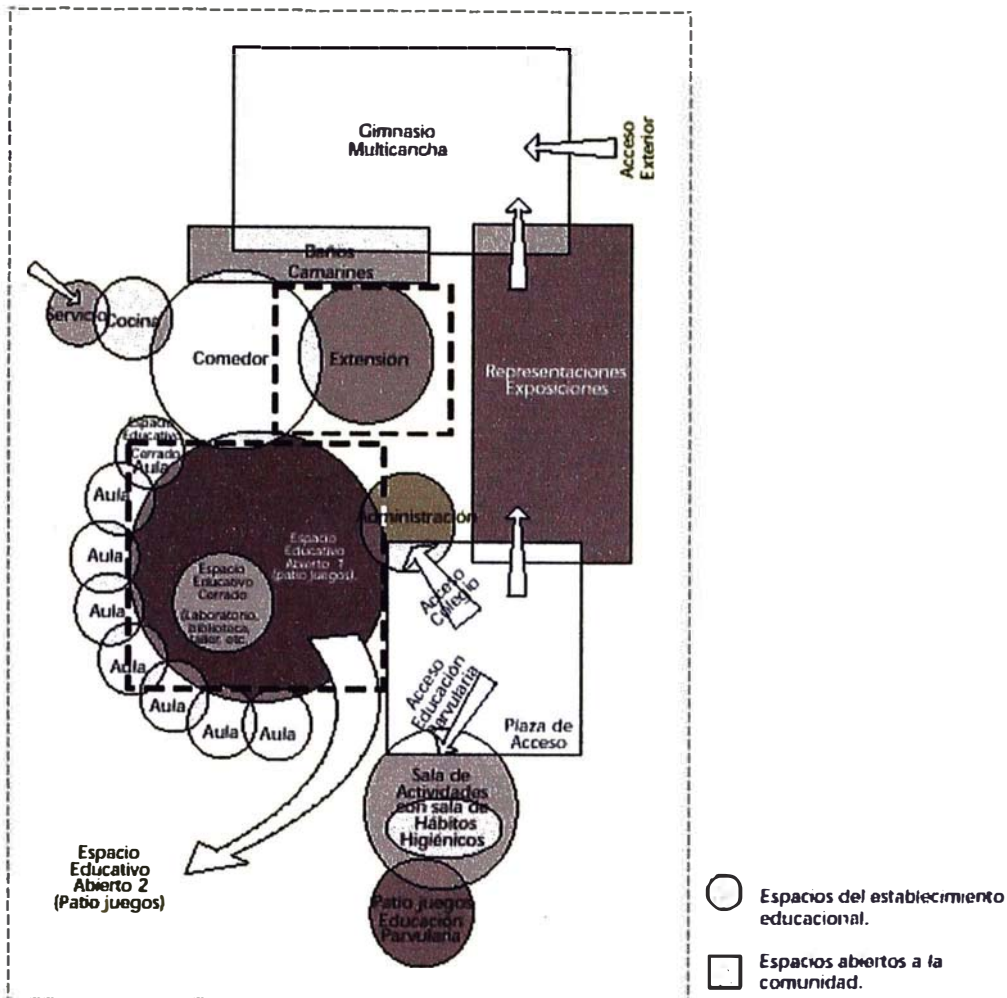 Gimnasio
Multicancha
Acceso
Exterior
Baños
Camarines
Servicio
Cocina
Comedor
Extensión
Representaciones
Exposiciones
Espacio
Educativo
Cerrado
Aula
Aula
Aula
Aula
Aula
Aula
Aula
Aula
Espacio
Educativo
Abierto 1
(patio juegos).
Espacio
Educativo
Cerrado
(Laboratorio,
biblioteca,
taller, etc.
Administración
Acceso
Colegio
Acceso
Educación
Parvularia
Plaza de
Acceso
Sala de
Actividades
con sala de
Hábitos
Higiénicos
Patio juegos
Educación
Parvularia
Espacio
Educativo
Abierto 2
(Patio juegos)
Espacios del establecimiento
educacional.
Espacios abiertos a la
comunidad.